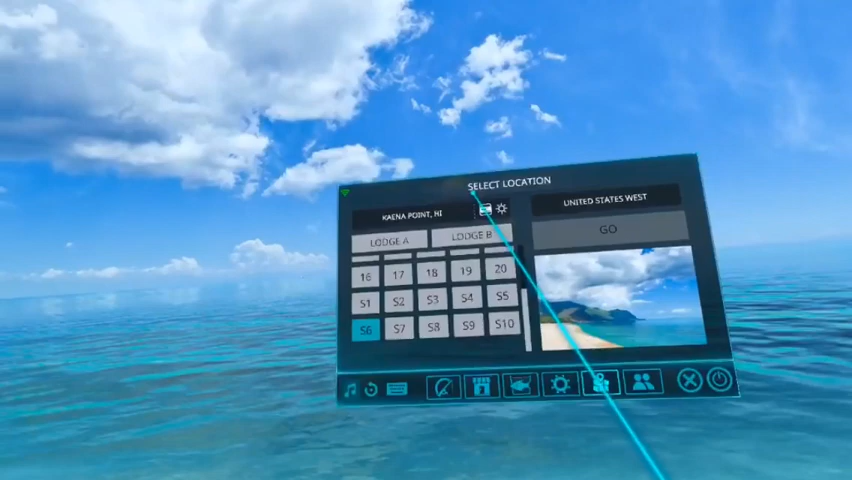 SELECT LOCATION
KAENA POINT, HI
UNITED STATES WEST
LODGE A
LODGE B
GO
16 17 18 19 20
S1 S2 S3 S4 S5
S6 S7 S8 S9 S10